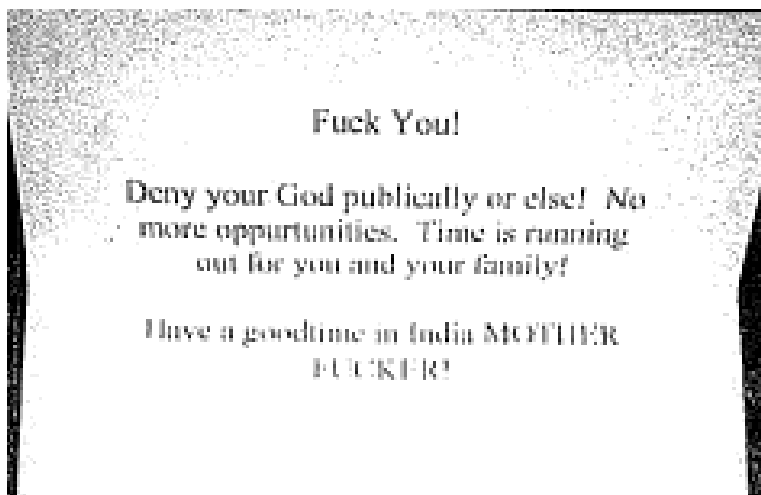 Fuck You!
Deny your God publically or else! No
more oppurtunities. Time is running
out for you and your family!
Have a goodtime in India MOTHER
FUCKER!